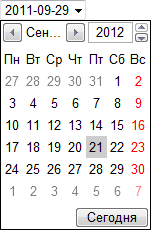 2011-09-29
Сен... 2012
Пн Вт Ср Чт Пт Сб Вс
27 28 29 30 31 1 2
3 4 5 6 7 8 9
10 11 12 13 14 15 16
17 18 19 20 21 22 23
24 25 26 27 28 29 30
1 2 3 4 5 6 7
Сегодня